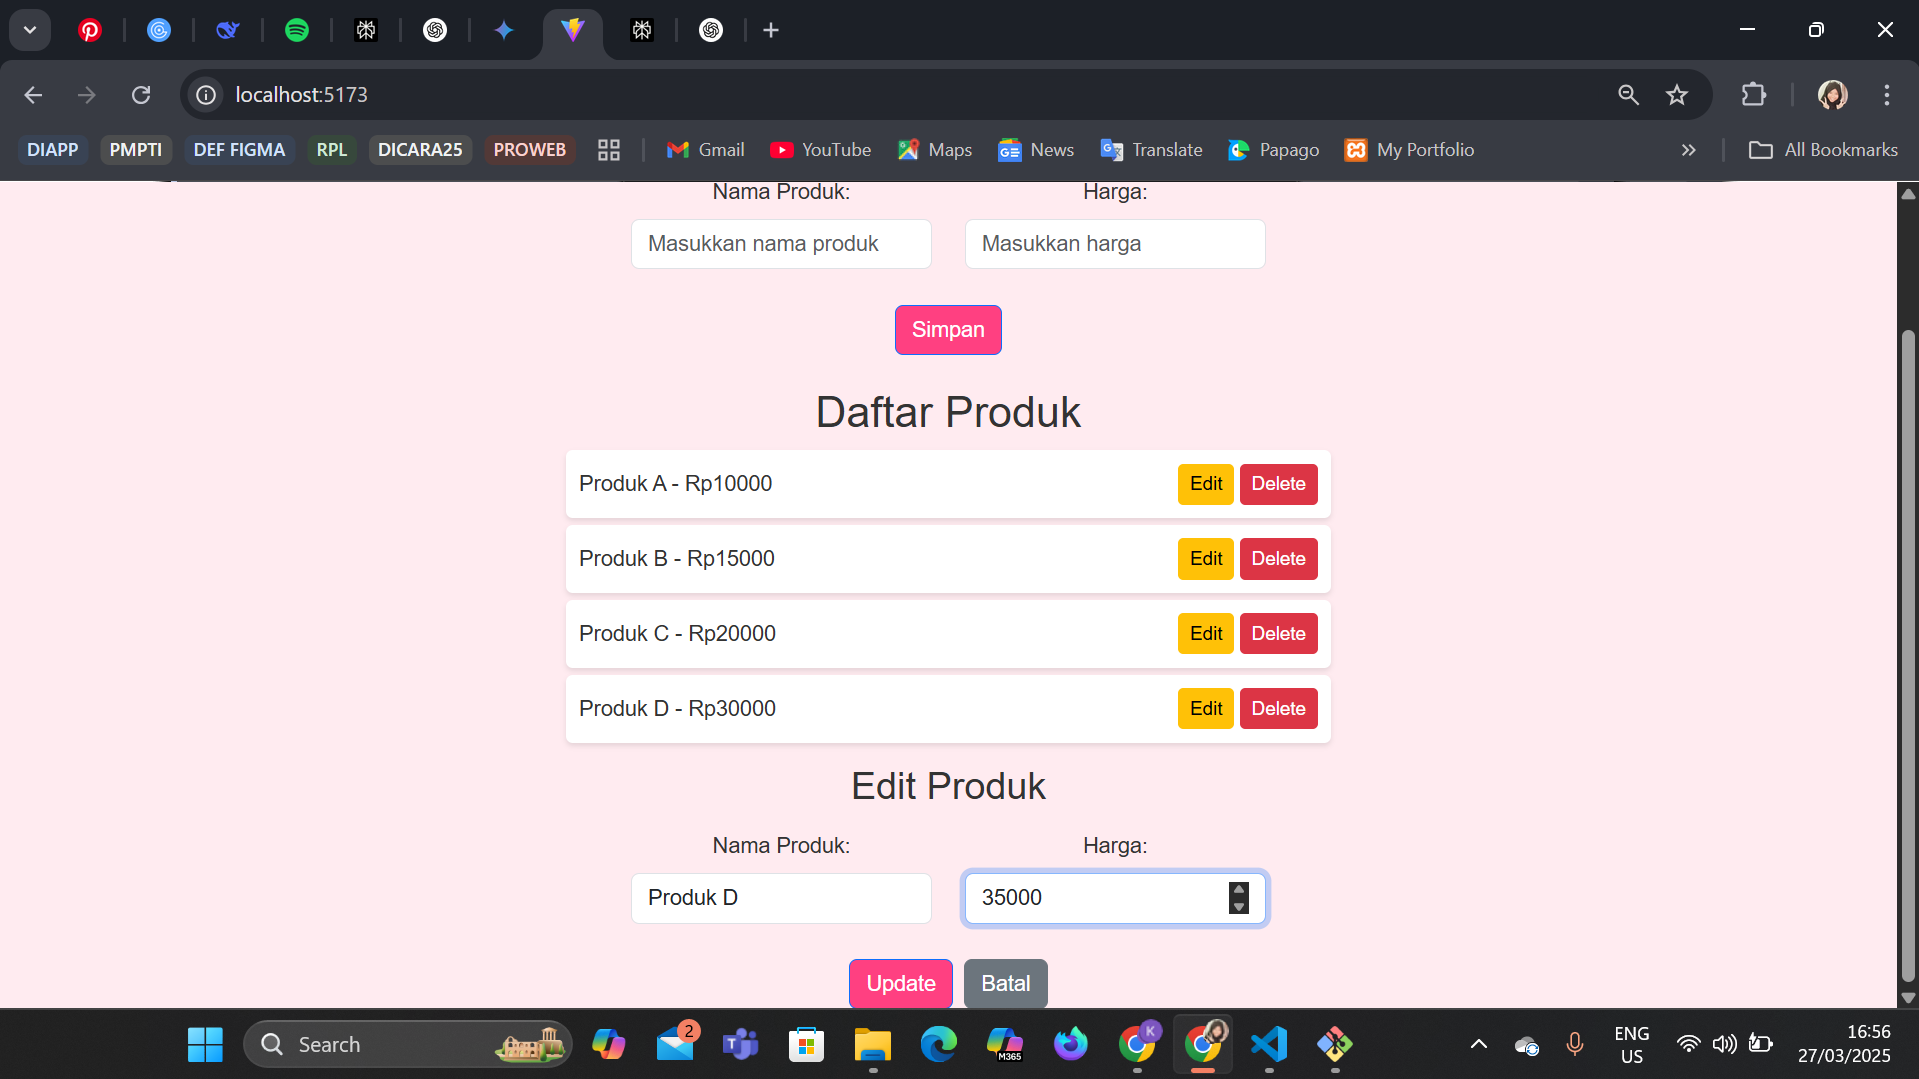 localhost:5173
DIAPP PMPTI DEF FIGMA RPL DICARA25 PROWEB Gmail YouTube Maps News Translate Papago My Portfolio » All Bookmarks
Nama Produk: Harga:
Masukkan nama produk Masukkan harga
Simpan
Daftar Produk
Produk A - Rp10000 Edit Delete
Produk B - Rp15000 Edit Delete
Produk C - Rp20000 Edit Delete
Produk D - Rp30000 Edit Delete
Edit Produk
Nama Produk: Harga:
Produk D 35000
Update Batal
Search 2 M365 K ENG 16:56
US 27/03/2025